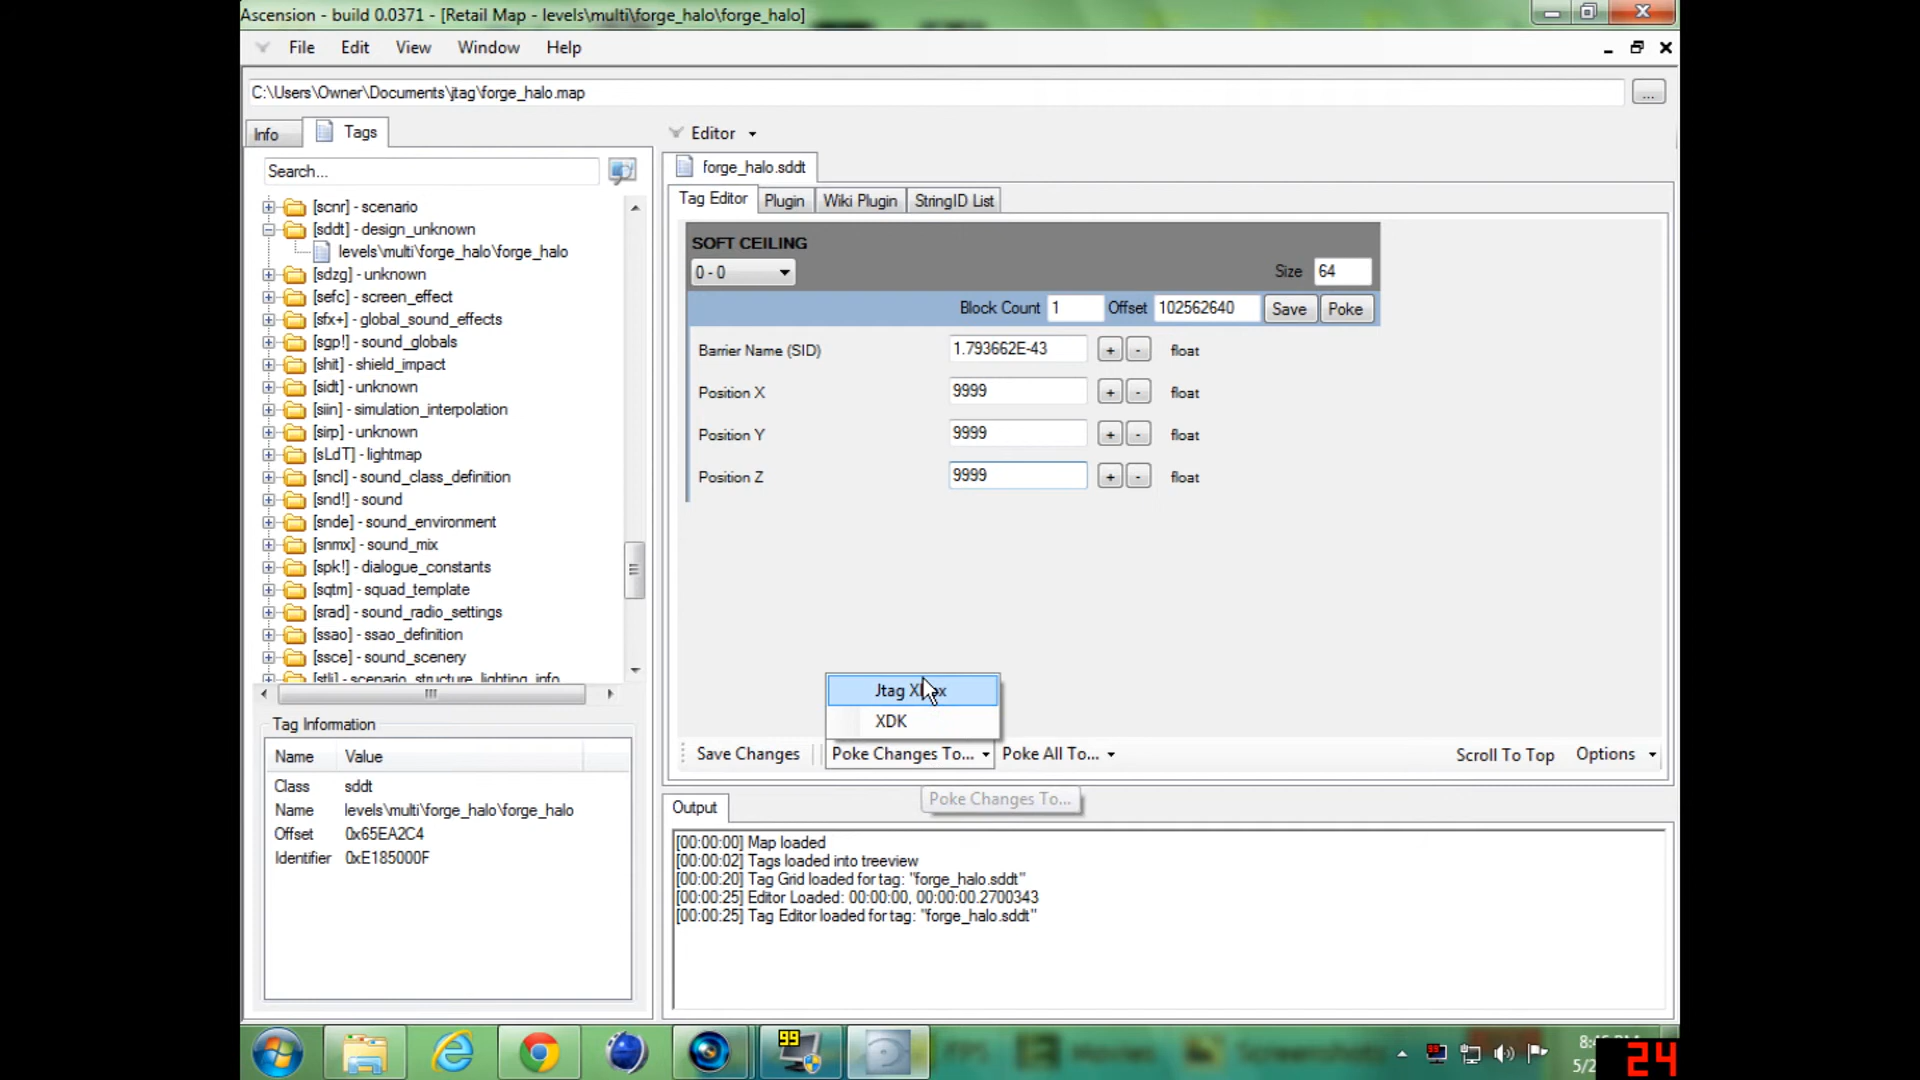 Ascension - build 0.0371 - [Retail Map - levels\multi\forge_halo\forge_halo]
File Edit View Window Help
C:\Users\Owner\Documents\jtag\forge_halo.map
...
Info Tags
Search...
[scnr] - scenario
[sddt] - design_unknown
levels\multi\forge_halo\forge_halo
[sdzg] - unknown
[sefc] - screen_effect
[sfx+] - global_sound_effects
[sgp!] - sound_globals
[shit] - shield_impact
[sidt] - unknown
[siin] - simulation_interpolation
[sirp] - unknown
[sLdT] - lightmap
[sncl] - sound_class_definition
[snd!] - sound
[snde] - sound_environment
[snmx] - sound_mix
[spk!] - dialogue_constants
[sqtm] - squad_template
[srad] - sound_radio_settings
[ssao] - ssao_definition
[ssce] - sound_scenery
[stli] - scenario_structure_lighting_info
Tag Information
Name Value
Class sddt
Name levels\multi\forge_halo\forge_halo
Offset 0x65EA2C4
Identifier 0xE185000F
Editor
forge_halo.sddt
Tag Editor Plugin Wiki Plugin StringID List
SOFT CEILING
0 - 0 Size 64
Block Count 1 Offset 102562640 Save Poke
Barrier Name (SID) 1.793662E-43 + - float
Position X 9999 + - float
Position Y 9999 + - float
Position Z 9999 + - float
Jtag
XDK
Save Changes Poke Changes To... Poke All To... Scroll To Top Options
Poke Changes To...
Output
[00:00:00] Map loaded
[00:00:02] Tags loaded into treeview
[00:00:20] Tag Grid loaded for tag: "forge_halo.sddt"
[00:00:25] Editor Loaded: 00:00:00, 00:00:00.2700343
[00:00:25] Tag Editor loaded for tag: "forge_halo.sddt"
99
24